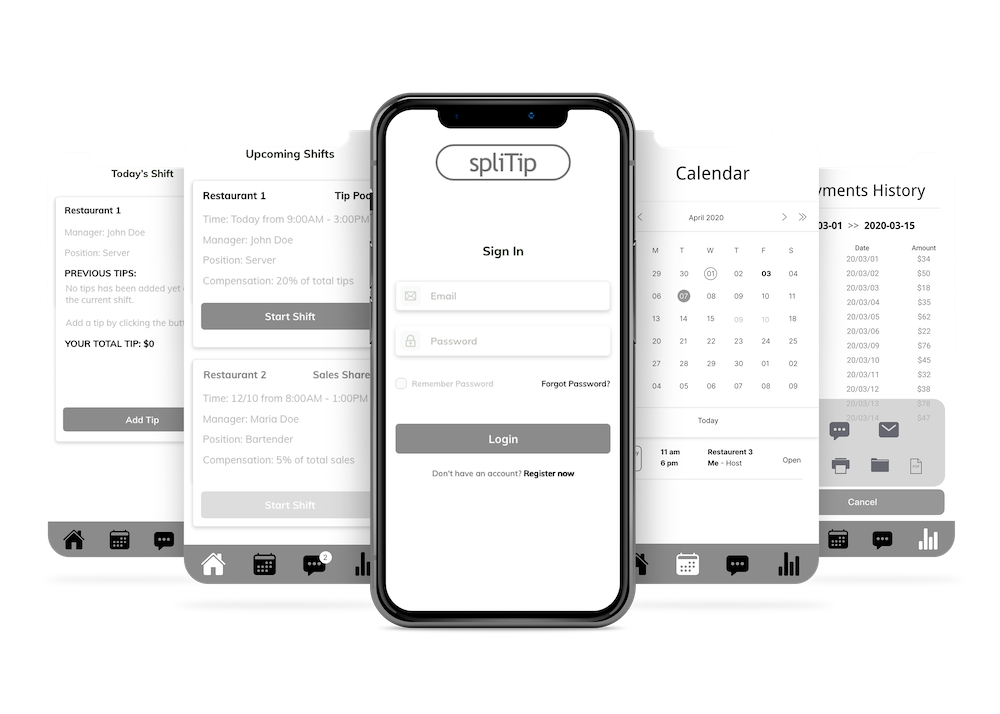 Today's Shift
Restaurant 1
Manager: John Doe
Position: Server
PREVIOUS TIPS:
No tips has been added yet
the current shift.
Add a tip by clicking the
YOUR TOTAL TIP: $0
Add Tip
Upcoming Shifts
Restaurant 1 Tip
Time: Today from 9:00AM - 3:00PM
Manager: John Doe
Position: Server
Compensation: 20% of total tips
Start Shift
Restaurant 2 Sales Share
Time: 12/10 from 8:00AM - 1:00PM
Manager: Maria Doe
Position: Bartender
Compensation: 5% of total sales
Start Shift
2
spliTip
Sign In
Email
Password
Remember Password Forgot Password?
Login
Don't have an account? Register now
Calendar
April 2020
M T W T F S S
29 30 01 02 03 04
06 07 08 09 10 11
13 14 15 09 10 18
20 21 22 23 24 25
27 28 29 30 01 02
04 05 06 07 08 09
Today
11 am Restaurent 3
6 pm Me - Host Open
yments History
03-01 >> 2020-03-15
Date Amount
20/03/01 $34
20/03/02 $50
20/03/03 $18
20/03/04 $35
20/03/05 $62
20/03/06 $22
20/03/09 $76
20/03/10 $45
20/03/11 $32
20/03/12 $38
20/03/13 $78
20/03/14 $47
Cancel